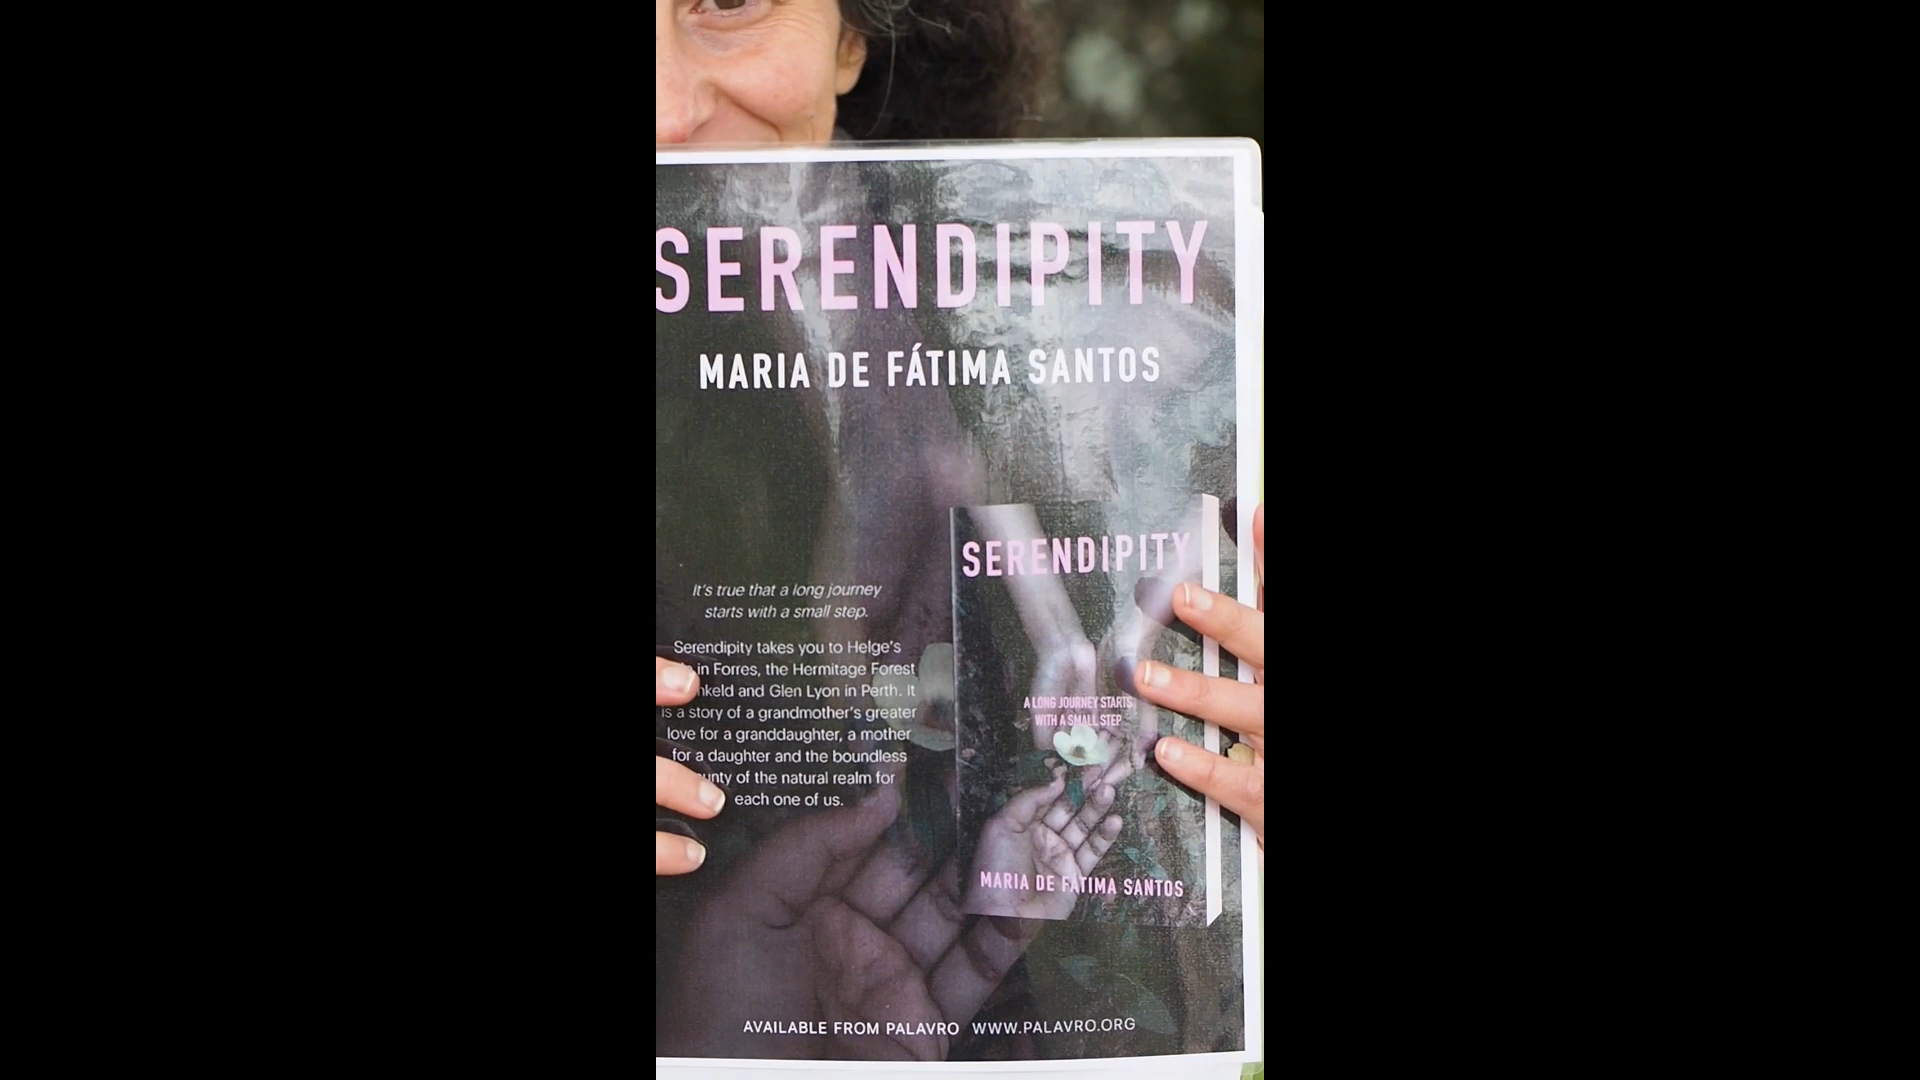 SERENDIPITY
MARIA DE FÁTIMA SANTOS
It's true that a long journey
starts with a small step.
Serendipity takes you to Helge's
in Forres, the Hermitage Forest
and Glen Lyon in Perth. It
is a story of a grandmother's greater
love for a granddaughter, a mother
for a daughter and the boundless
of the natural realm for
each one of us.
SERENDIPITY
A LONG JOURNEY STARTS
WITH A SMALL STEP
MARIA DE FÁTIMA SANTOS
AVAILABLE FROM PALAVRO WWW.PALAVRO.ORG